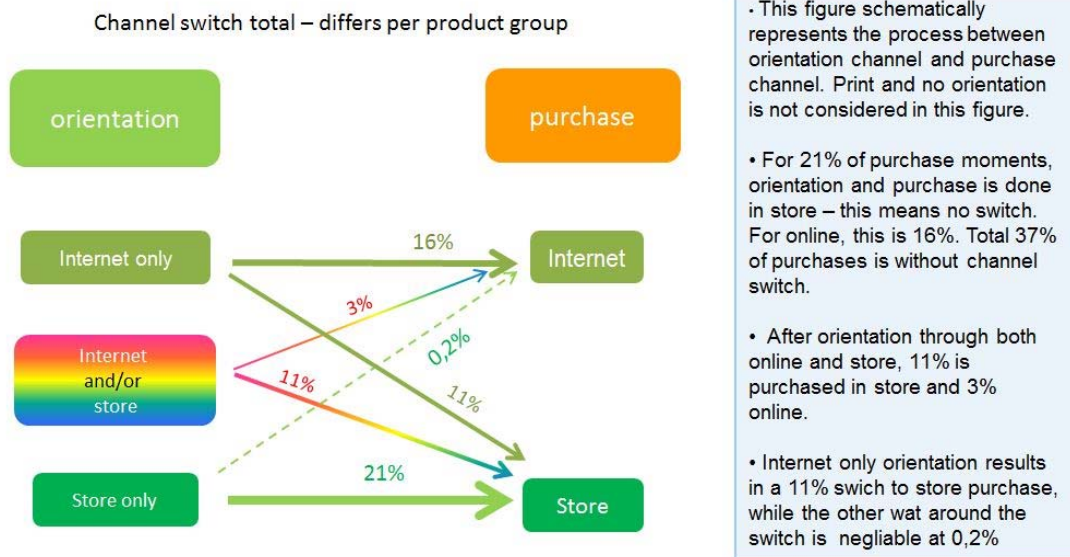 Channel switch total – differs per product group
orientation
purchase
Internet only
16%
Internet
3%
0,2%
Internet
and/or
store
11%
11%
Store only
21%
Store
· This figure schematically
represents the process between
orientation channel and purchase
channel. Print and no orientation
is not considered in this figure.
• For 21% of purchase moments,
orientation and purchase is done
in store – this means no switch.
For online, this is 16%. Total 37%
of purchases is without channel
switch.
• After orientation through both
online and store, 11% is
purchased in store and 3%
online.
• Internet only orientation results
in a 11% swich to store purchase,
while the other wat around the
switch is negliable at 0,2%